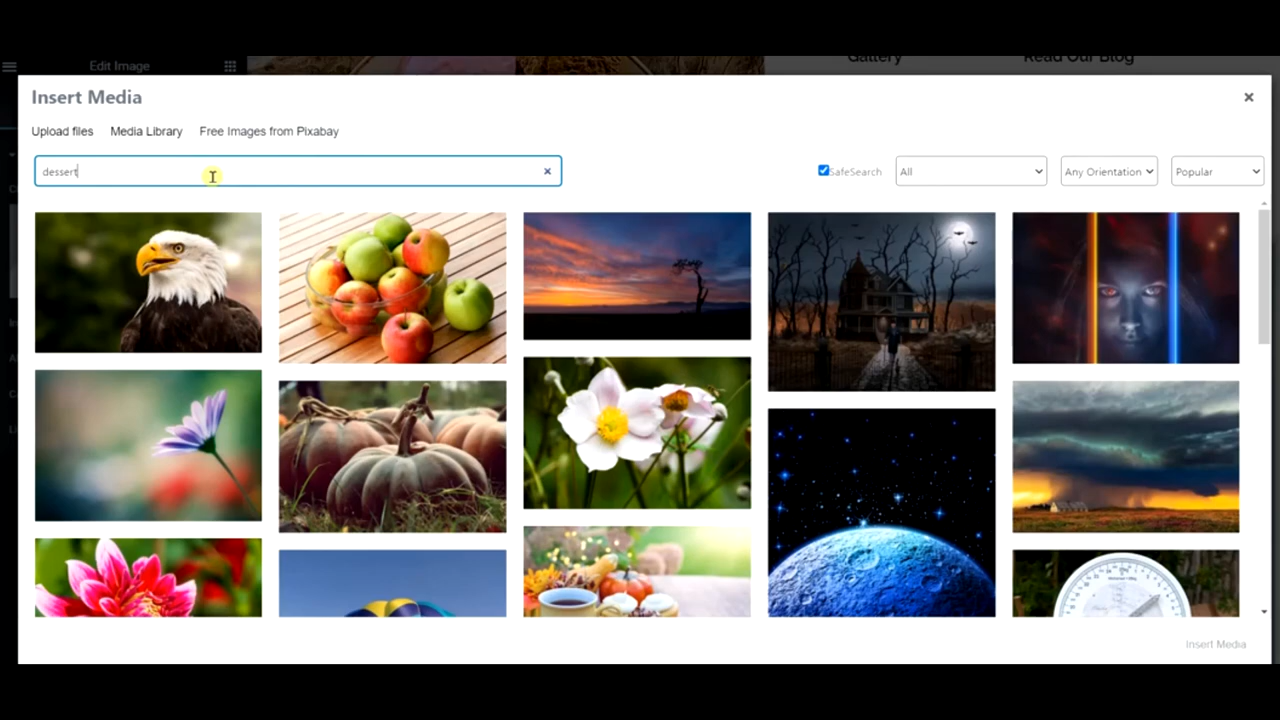 Edit Image
Gallery
Read Our Blog
Insert Media
Upload files
Media Library
Free Images from Pixabay
dessert
SafeSearch
All
Any Orientation
Popular
Insert Media